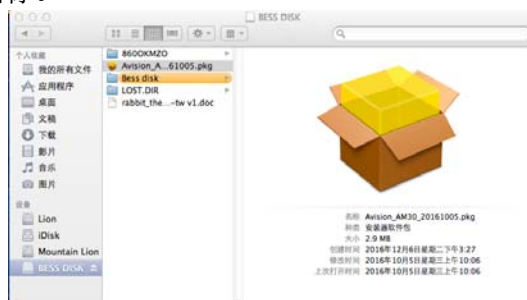 BESS DISK
个人收藏
我的所有文件
应用程序
桌面
文稿
下载
影片
音乐
图片
设备
Lion
iDisk
Mountain Lion
BESS DISK
8600KMZO
Avision_A...61005.pkg
Bess disk
LOST.DIR
rabbit_the...-tw v1.doc
名称 Avision_AM30_20161005.pkg
种类 安装器软件包
大小 2.9 MB
创建时间 2016年12月6日星期二下午3:27
修改时间 2016年10月5日星期三上午10:06
上次打开时间 2016年10月5日星期三上午10:06